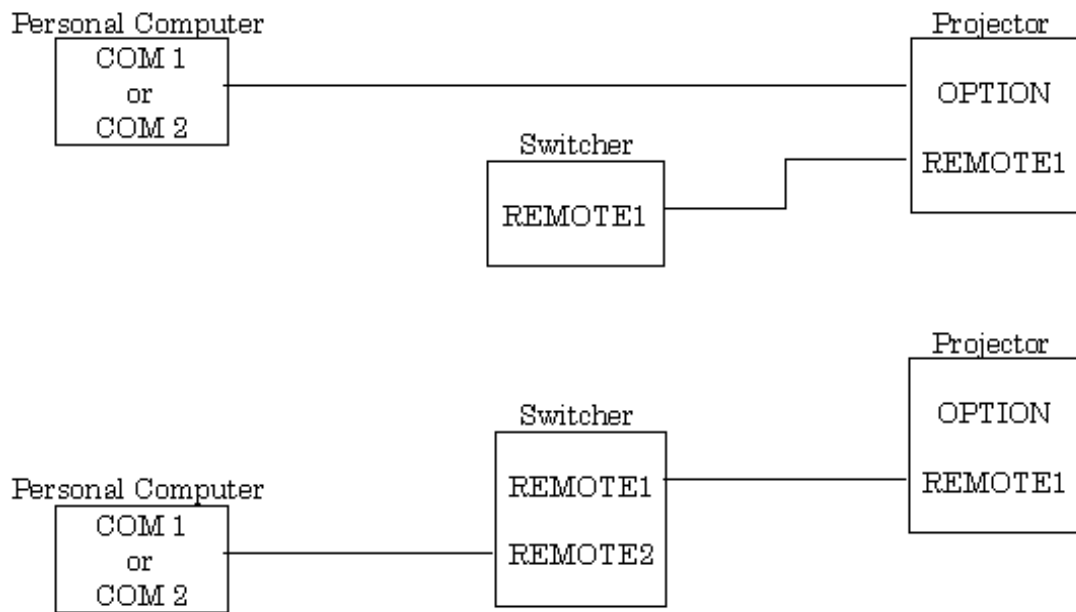 Personal Computer
COM 1
or
COM 2
Projector
OPTION
REMOTE1
Switcher
REMOTE1
Projector
OPTION
REMOTE1
Switcher
REMOTE1
REMOTE2
Personal Computer
COM 1
or
COM 2